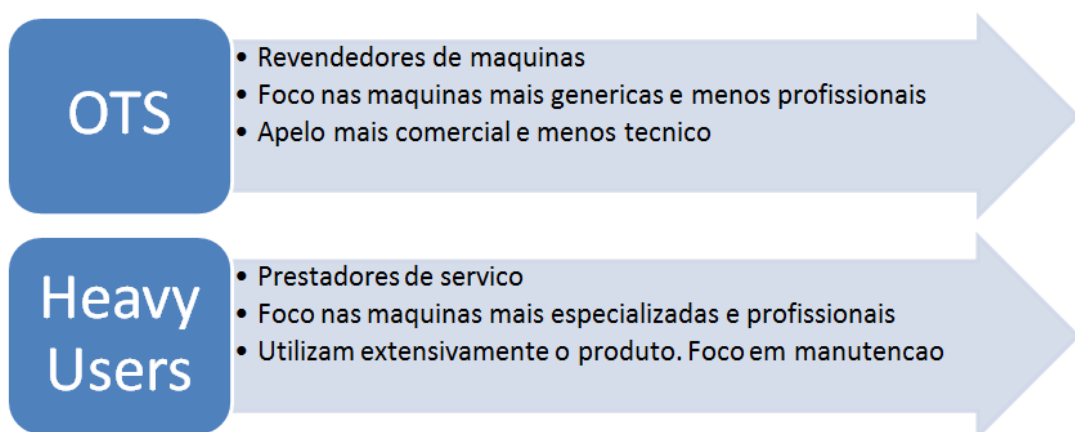 OTS
• Revendedores de maquinas
• Foco nas maquinas mais genericas e menos profissionais
• Apelo mais comercial e menos tecnico
Heavy
Users
• Prestadores de servico
• Foco nas maquinas mais especializadas e profissionais
• Utilizam extensivamente o produto. Foco em manutencao